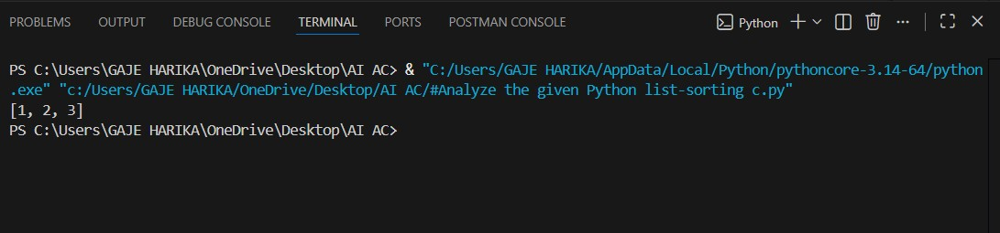 PROBLEMS OUTPUT DEBUG CONSOLE TERMINAL PORTS POSTMAN CONSOLE Python
PS C:\Users\GAJE HARIKA\OneDrive\Desktop\AI AC> & "C:/Users/GAJE HARIKA/AppData/Local/Python/pythoncore-3.14-64/python
.exe" "c:/Users/GAJE HARIKA/OneDrive/Desktop/AI AC/#Analyze the given Python list-sorting c.py"
[1, 2, 3]
PS C:\Users\GAJE HARIKA\OneDrive\Desktop\AI AC>